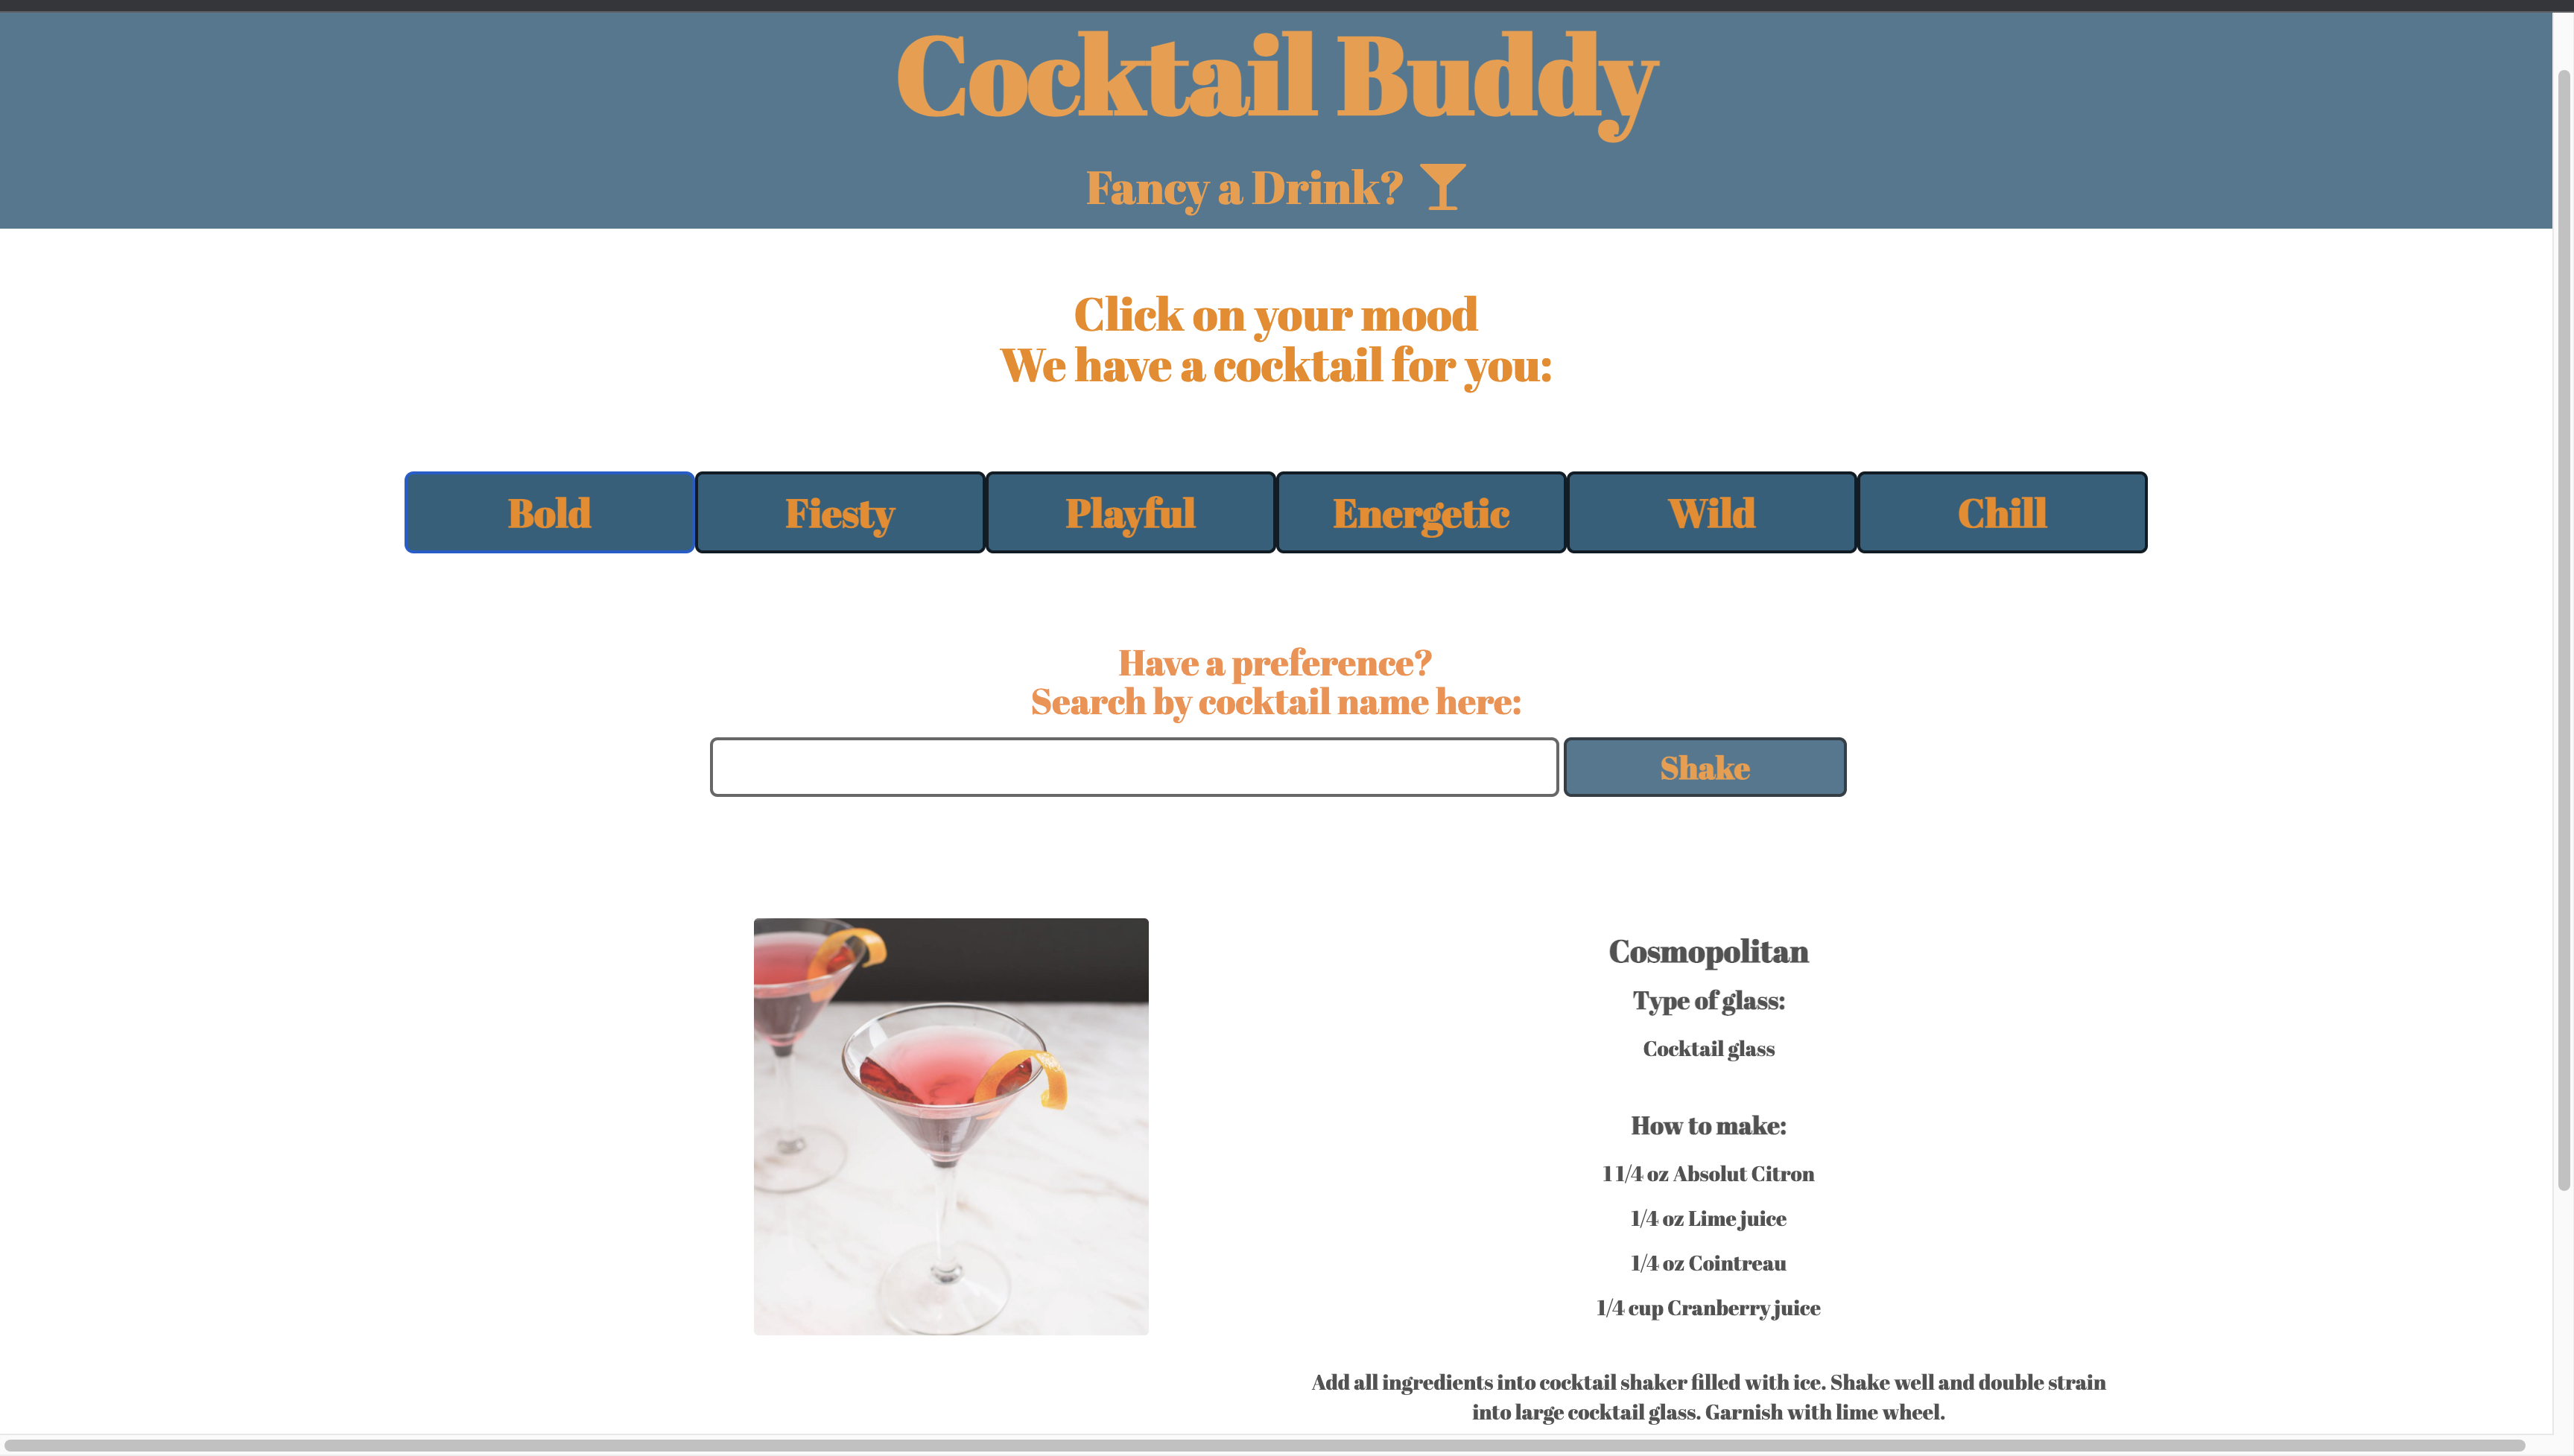 Cocktail Buddy
Fancy a Drink?
Click on your mood
We have a cocktail for you:
Bold
Fiesty
Playful
Energetic
Wild
Chill
Have a preference?
Search by cocktail name here:
Shake
Cosmopolitan
Type of glass:
Cocktail glass
How to make:
1 1/4 oz Absolut Citron
1/4 oz Lime juice
1/4 oz Cointreau
1/4 cup Cranberry juice
Add all ingredients into cocktail shaker filled with ice. Shake well and double strain
into large cocktail glass. Garnish with lime wheel.